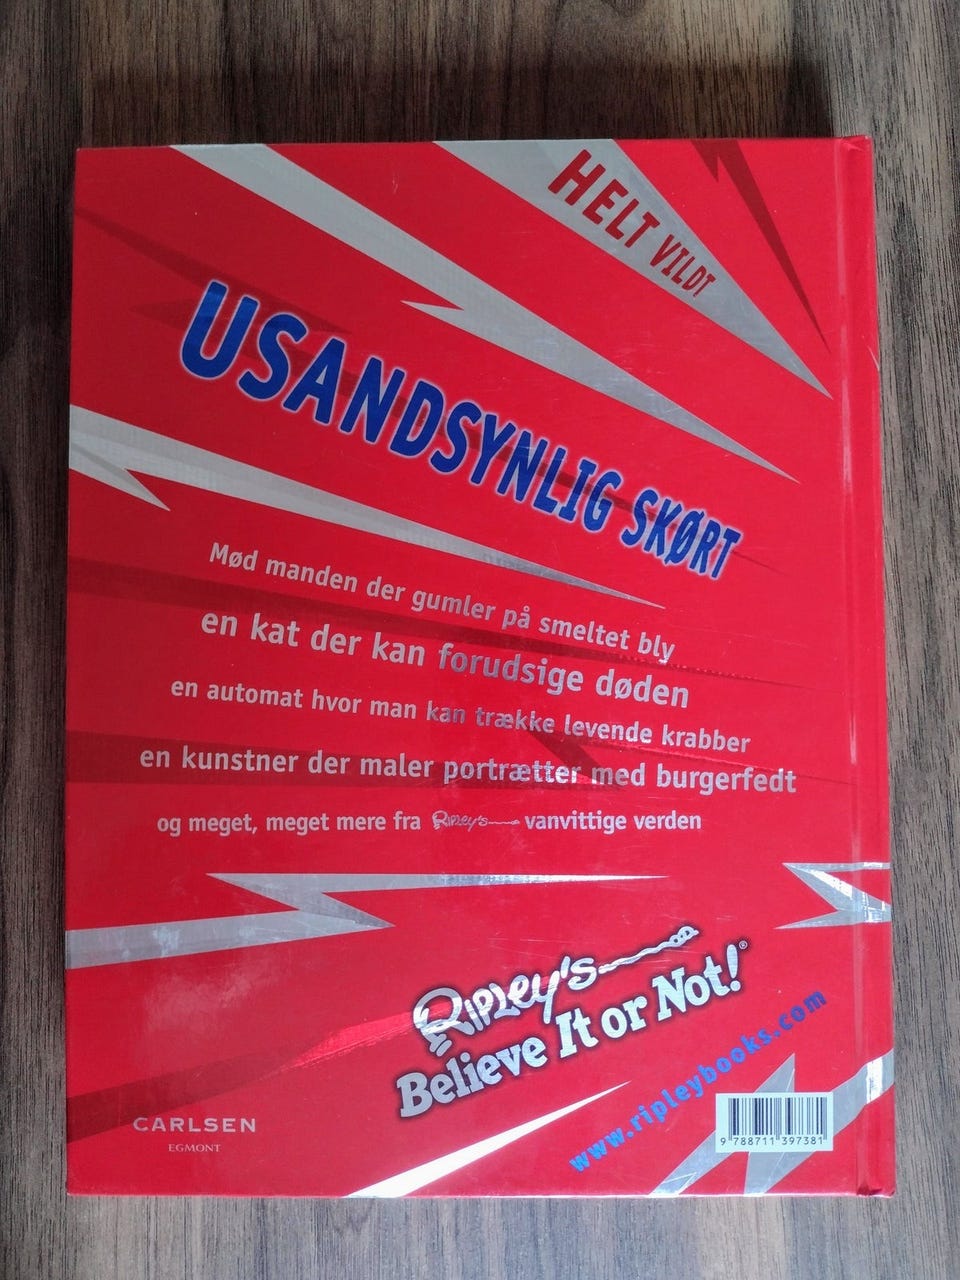 HELT VILDT
USANDSYNLIG SKØRT
Mød manden der gumler på smeltet bly
en kat der kan forudsige døden
en automat hvor man kan trække levende krabber
en kunstner der maler portrætter med burgerfedt
og meget, meget mere fra RIPLEY'S vanvittige verden
RIPLEY'S
Believe It or Not!®
www.ripleybooks.com
CARLSEN
EGMONT
9 788711 397381